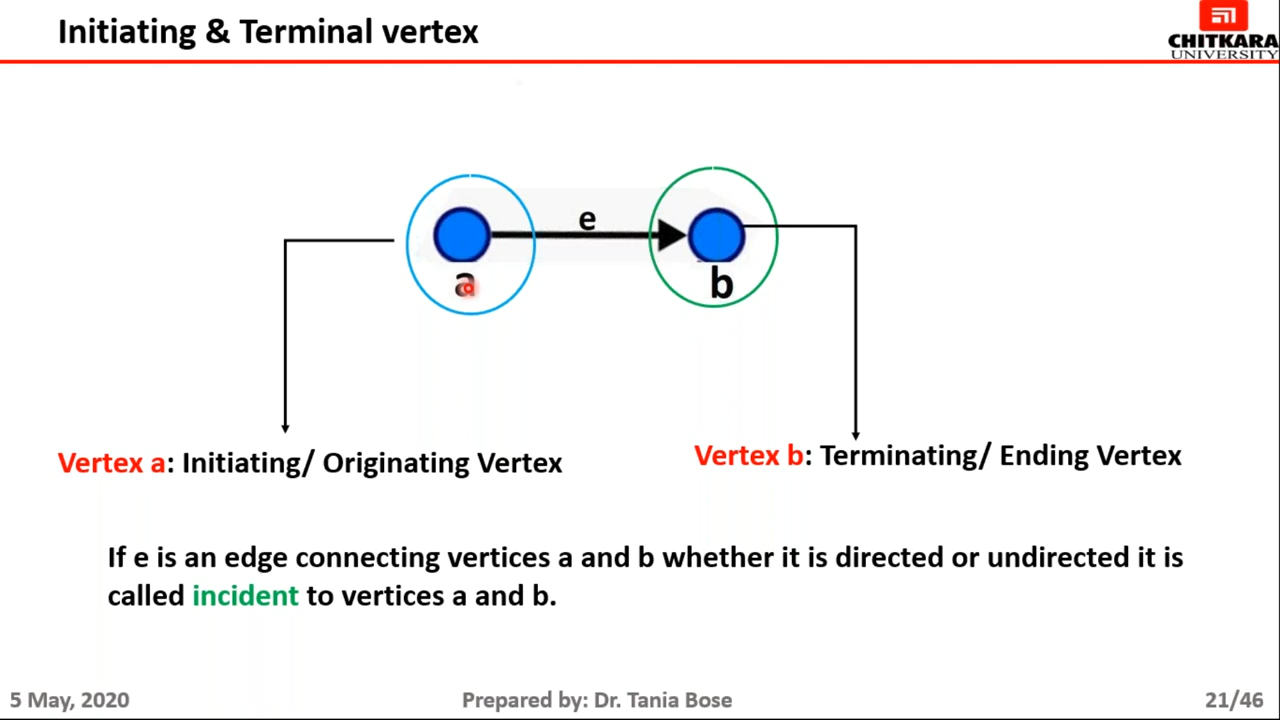 Initiating & Terminal vertex
CHITKARA
UNIVERSITY
e
a
b
Vertex a: Initiating/ Originating Vertex
Vertex b: Terminating/ Ending Vertex
If e is an edge connecting vertices a and b whether it is directed or undirected it is
called incident to vertices a and b.
5 May, 2020
Prepared by: Dr. Tania Bose
21/46